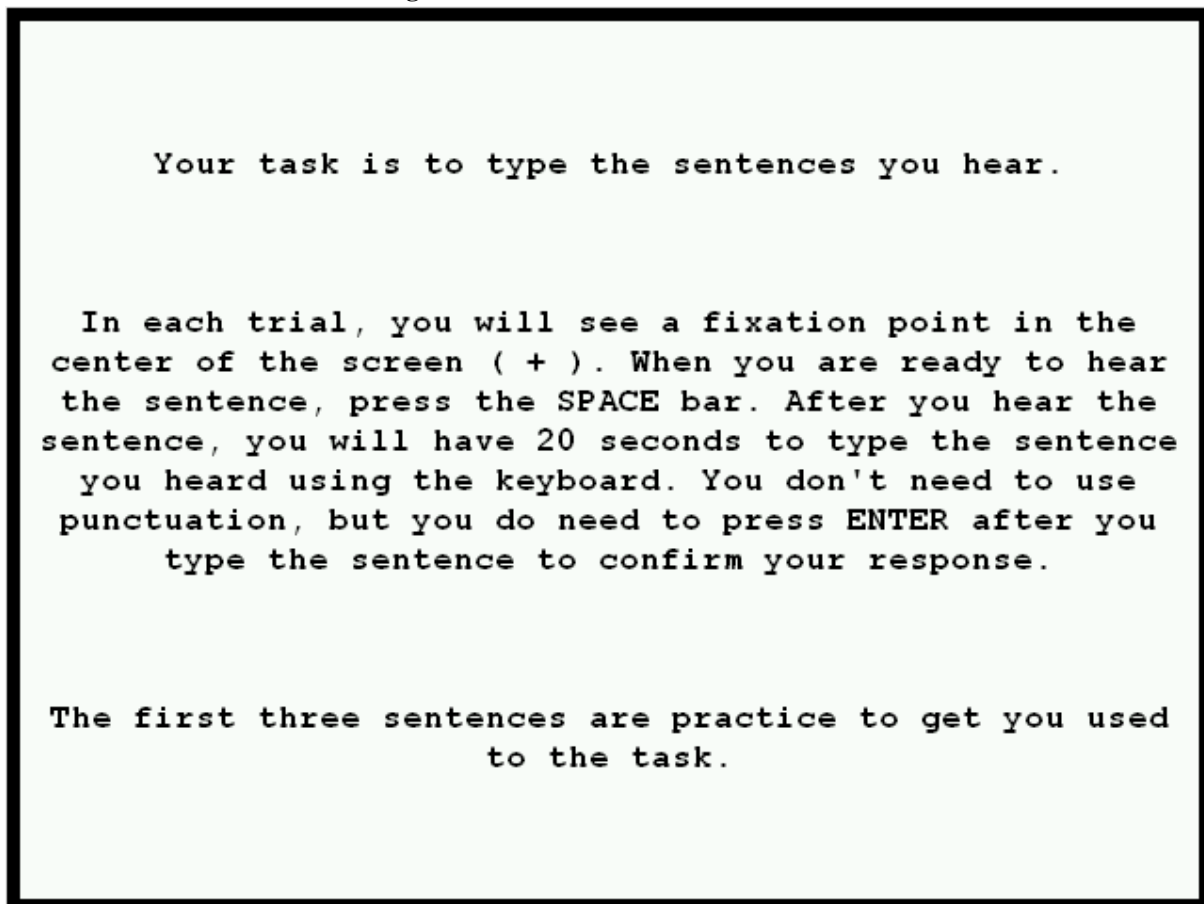 Your task is to type the sentences you hear.
In each trial, you will see a fixation point in the
center of the screen ( + ). When you are ready to hear
the sentence, press the SPACE bar. After you hear the
sentence, you will have 20 seconds to type the sentence
you heard using the keyboard. You don't need to use
punctuation, but you do need to press ENTER after you
type the sentence to confirm your response.
The first three sentences are practice to get you used
to the task.